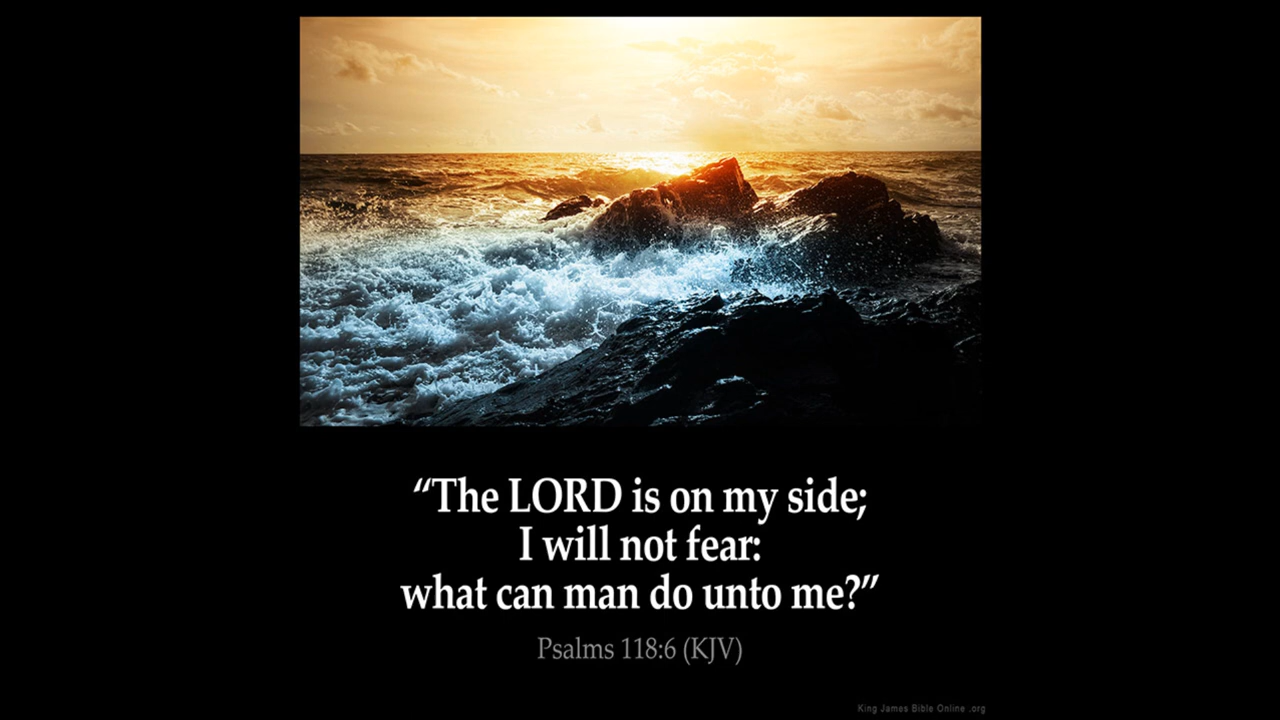 “The LORD is on my side;
I will not fear:
what can man do unto me?”
Psalms 118:6 (KJV)
King James Bible Online .org